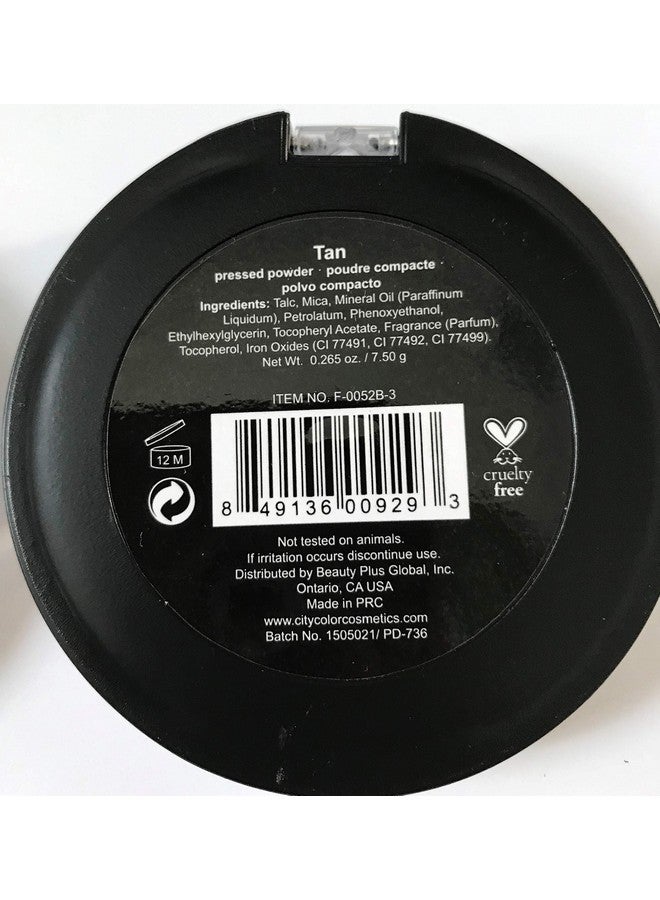 Tan
pressed powder · poudre compacte ·
polvo compacto
Ingredients: Talc, Mica, Mineral Oil (Paraffinum
Liquidum), Petrolatum, Phenoxyethanol,
Ethylhexylglycerin, Tocopheryl Acetate, Fragrance (Parfum),
Tocopherol, Iron Oxides (CI 77491, CI 77492, CI 77499).
Net Wt. 0.265 oz. / 7.50 g
ITEM NO. F-0052B-3
12 M
8 49136 00929 3
cruelty
free
Not tested on animals.
If irritation occurs discontinue use.
Distributed by Beauty Plus Global, Inc.
Ontario, CA USA
Made in PRC
www.citycolorcosmetics.com
Batch No. 1505021/ PD-736